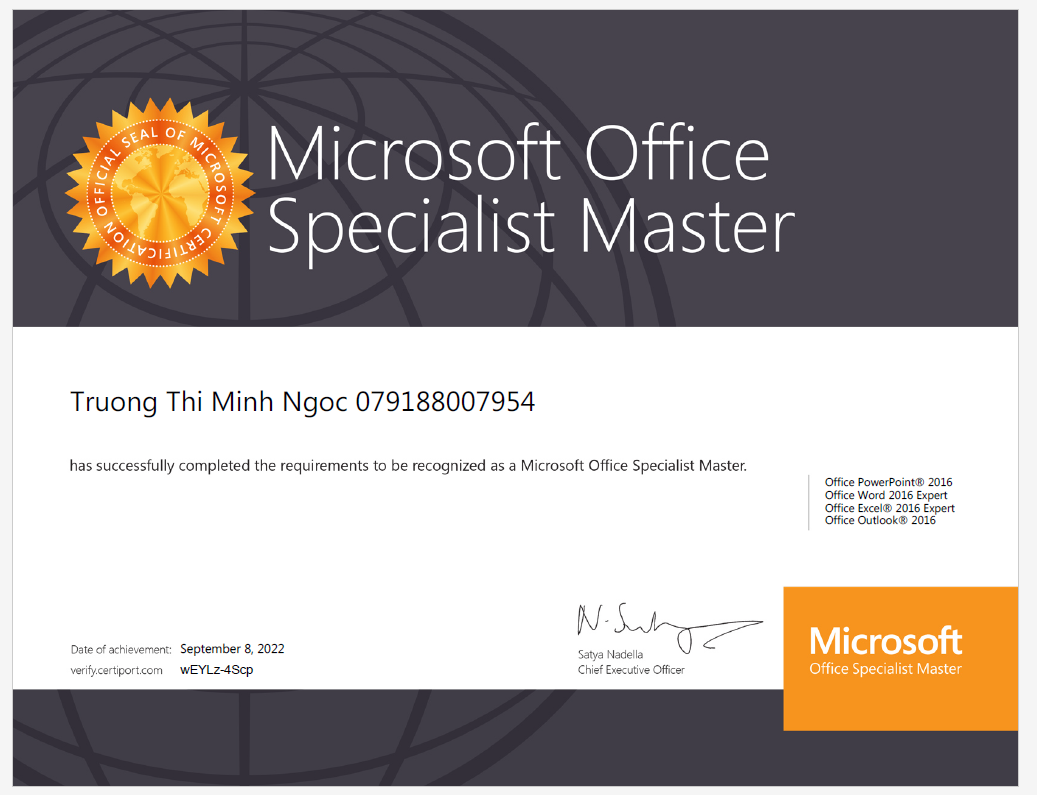 OFFICIAL SEAL OF MICROSOFT CERTIFICATION
Microsoft Office
Specialist Master
Truong Thi Minh Ngoc 079188007954
has successfully completed the requirements to be recognized as a Microsoft Office Specialist Master.
Office PowerPoint® 2016
Office Word 2016 Expert
Office Excel® 2016 Expert
Office Outlook® 2016
Date of achievement: September 8, 2022
verify.certiport.com wEYLz-4Scp
Satya Nadella
Chief Executive Officer
Microsoft
Office Specialist Master